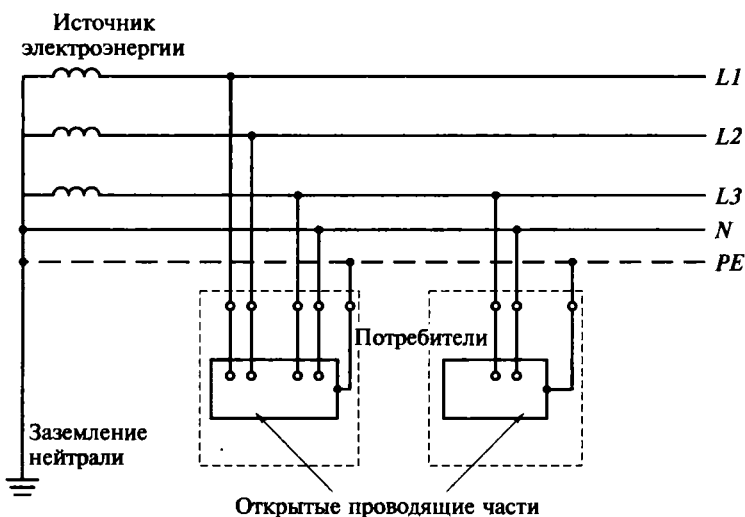 Источник
электроэнергии
L1
L2
L3
N
PE
Потребители
Заземление
нейтрали
Открытые проводящие части